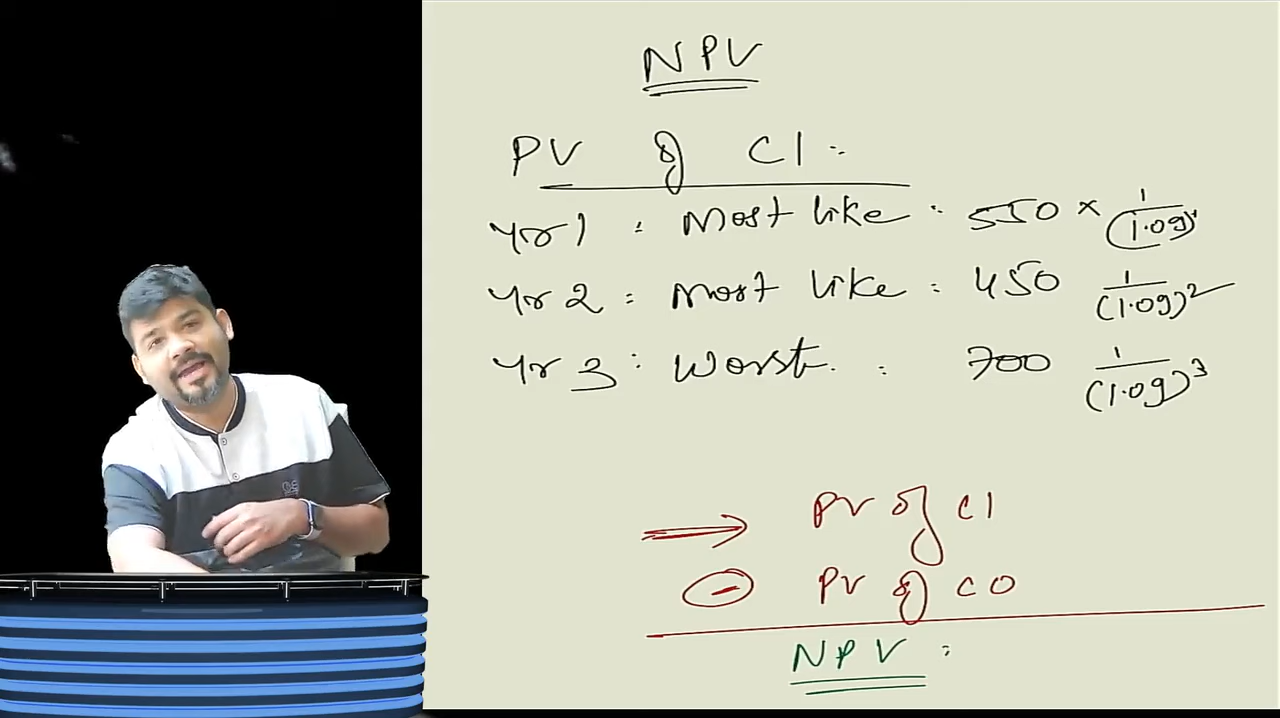 NPV
PV of CI :-
Yr 1 : Most like : 550 × 1/(1.09)¹
Yr 2 : Most like : 450 1/(1.09)²
Yr 3 : Worst. : 700 1/(1.09)³
PV of CI
- PV of CO
NPV :